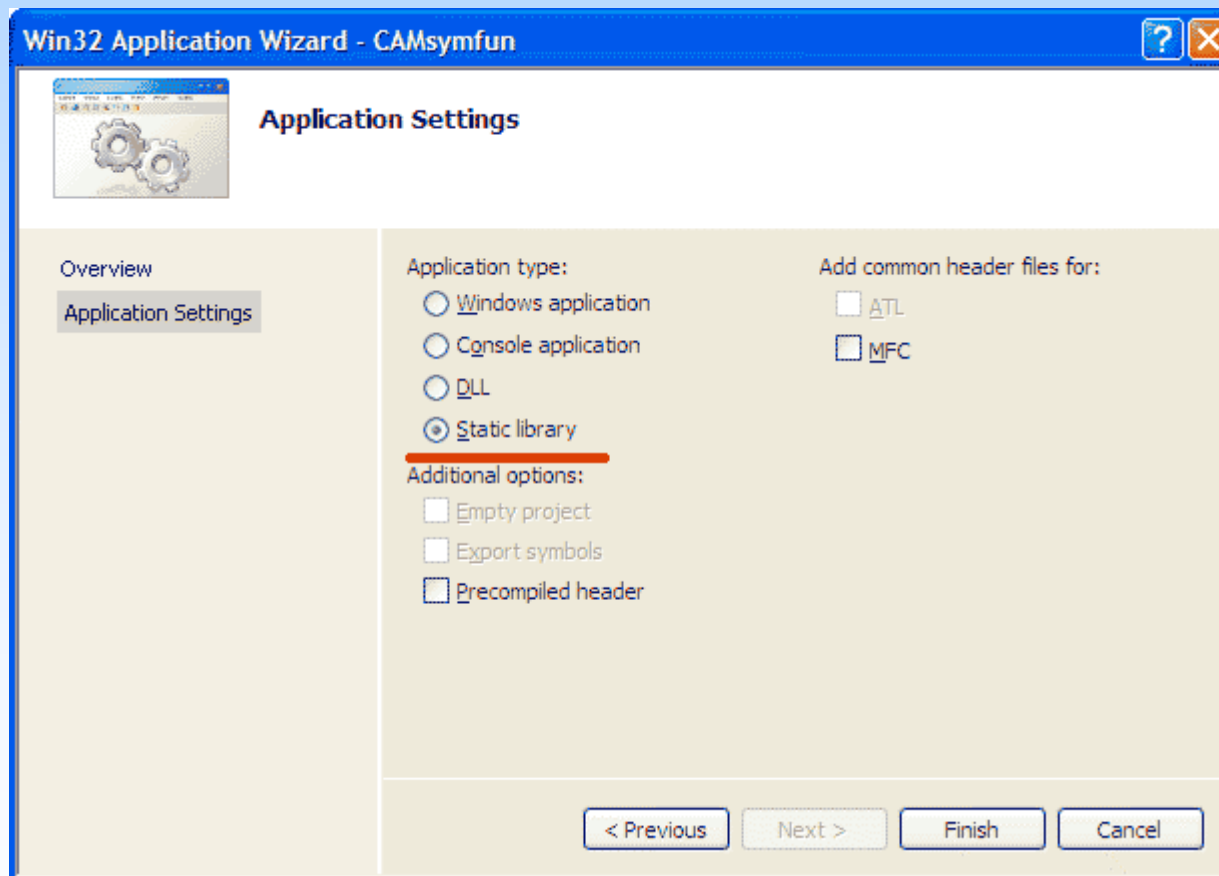 Win32 Application Wizard - CAMsymfun
Application Settings
Overview
Application Settings
Application type:
Windows application
Console application
DLL
Static library
Additional options:
Empty project
Export symbols
Precompiled header
Add common header files for:
ATL
MFC
< Previous
Next >
Finish
Cancel